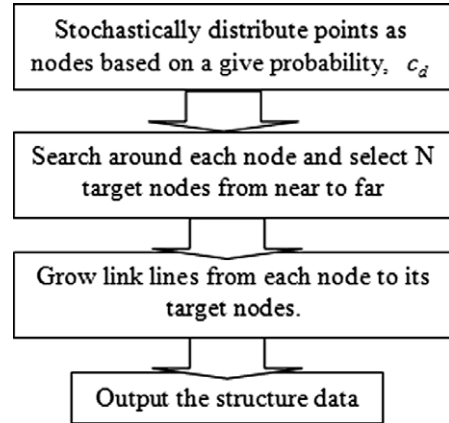 Stochastically distribute points as
nodes based on a give probability, c_d
Search around each node and select N
target nodes from near to far
Grow link lines from each node to its
target nodes.
Output the structure data